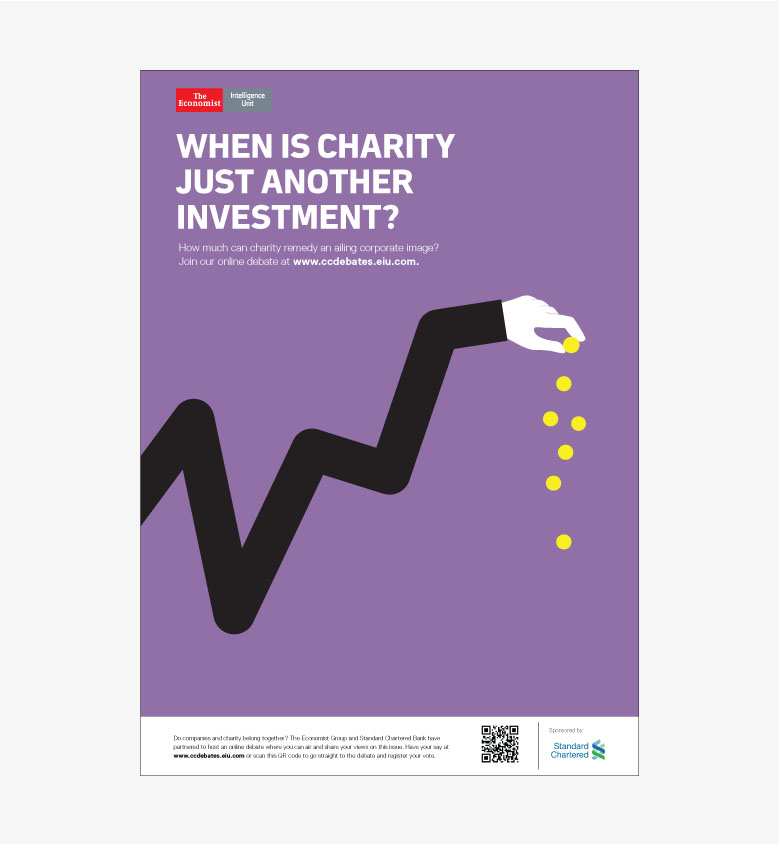 The
Economist
Intelligence
Unit
WHEN IS CHARITY
JUST ANOTHER
INVESTMENT?
How much can charity remedy an ailing corporate image?
Join our online debate at www.ccdebates.eiu.com.
Do companies and charity belong together? The Economist Group and Standard Chartered Bank have
partnered to host an online debate where you can air and share your views on this issue. Have your say at
www.ccdebates.eiu.com or scan this QR code to go straight to the debate and register your vote.
Sponsored by:
Standard
Chartered